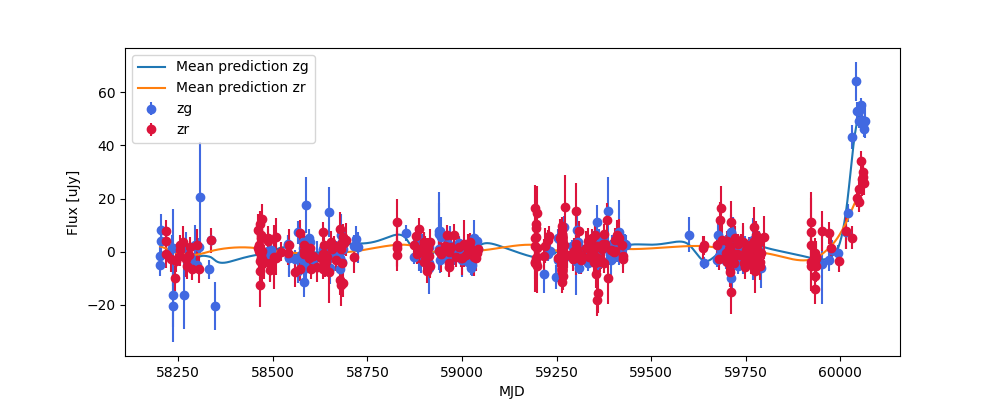 Mean prediction zg
Mean prediction zr
zg
zr
Flux [uJy]
60
40
20
0
−20
58250 58500 58750 59000 59250 59500 59750 60000
MJD